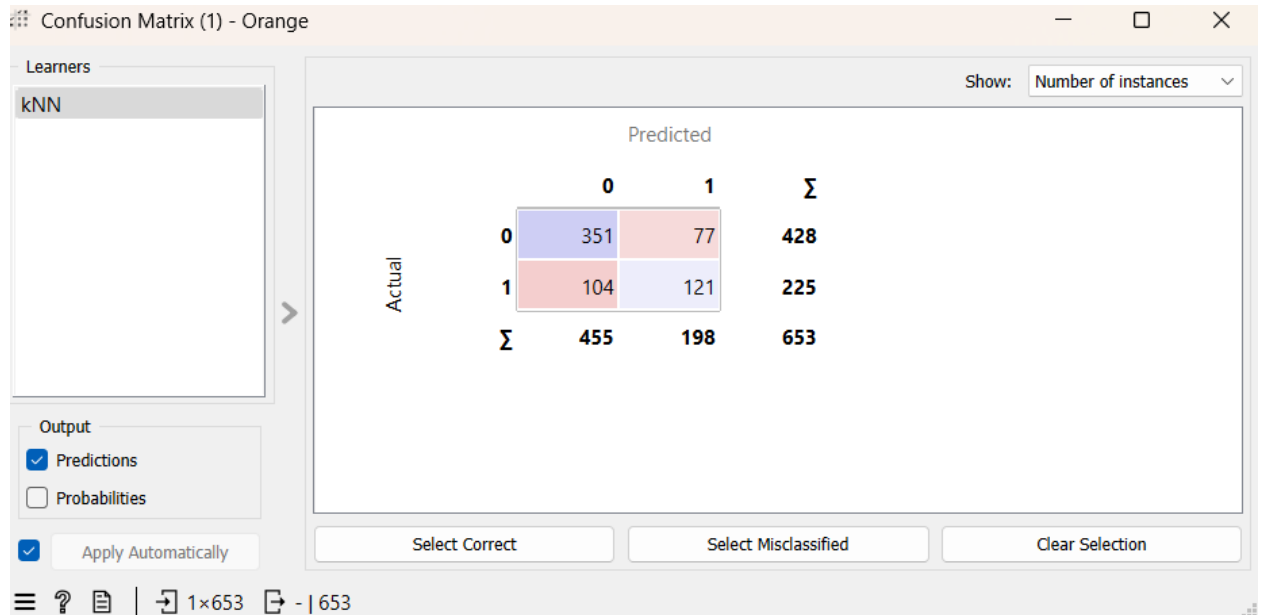 Confusion Matrix (1) - Orange
Learners
kNN
Show: Number of instances
Predicted
0 1 ∑
Actual
0 351 77 428
1 104 121 225
∑ 455 198 653
Output
Predictions
Probabilities
Apply Automatically
Select Correct Select Misclassified Clear Selection
1×653 - | 653